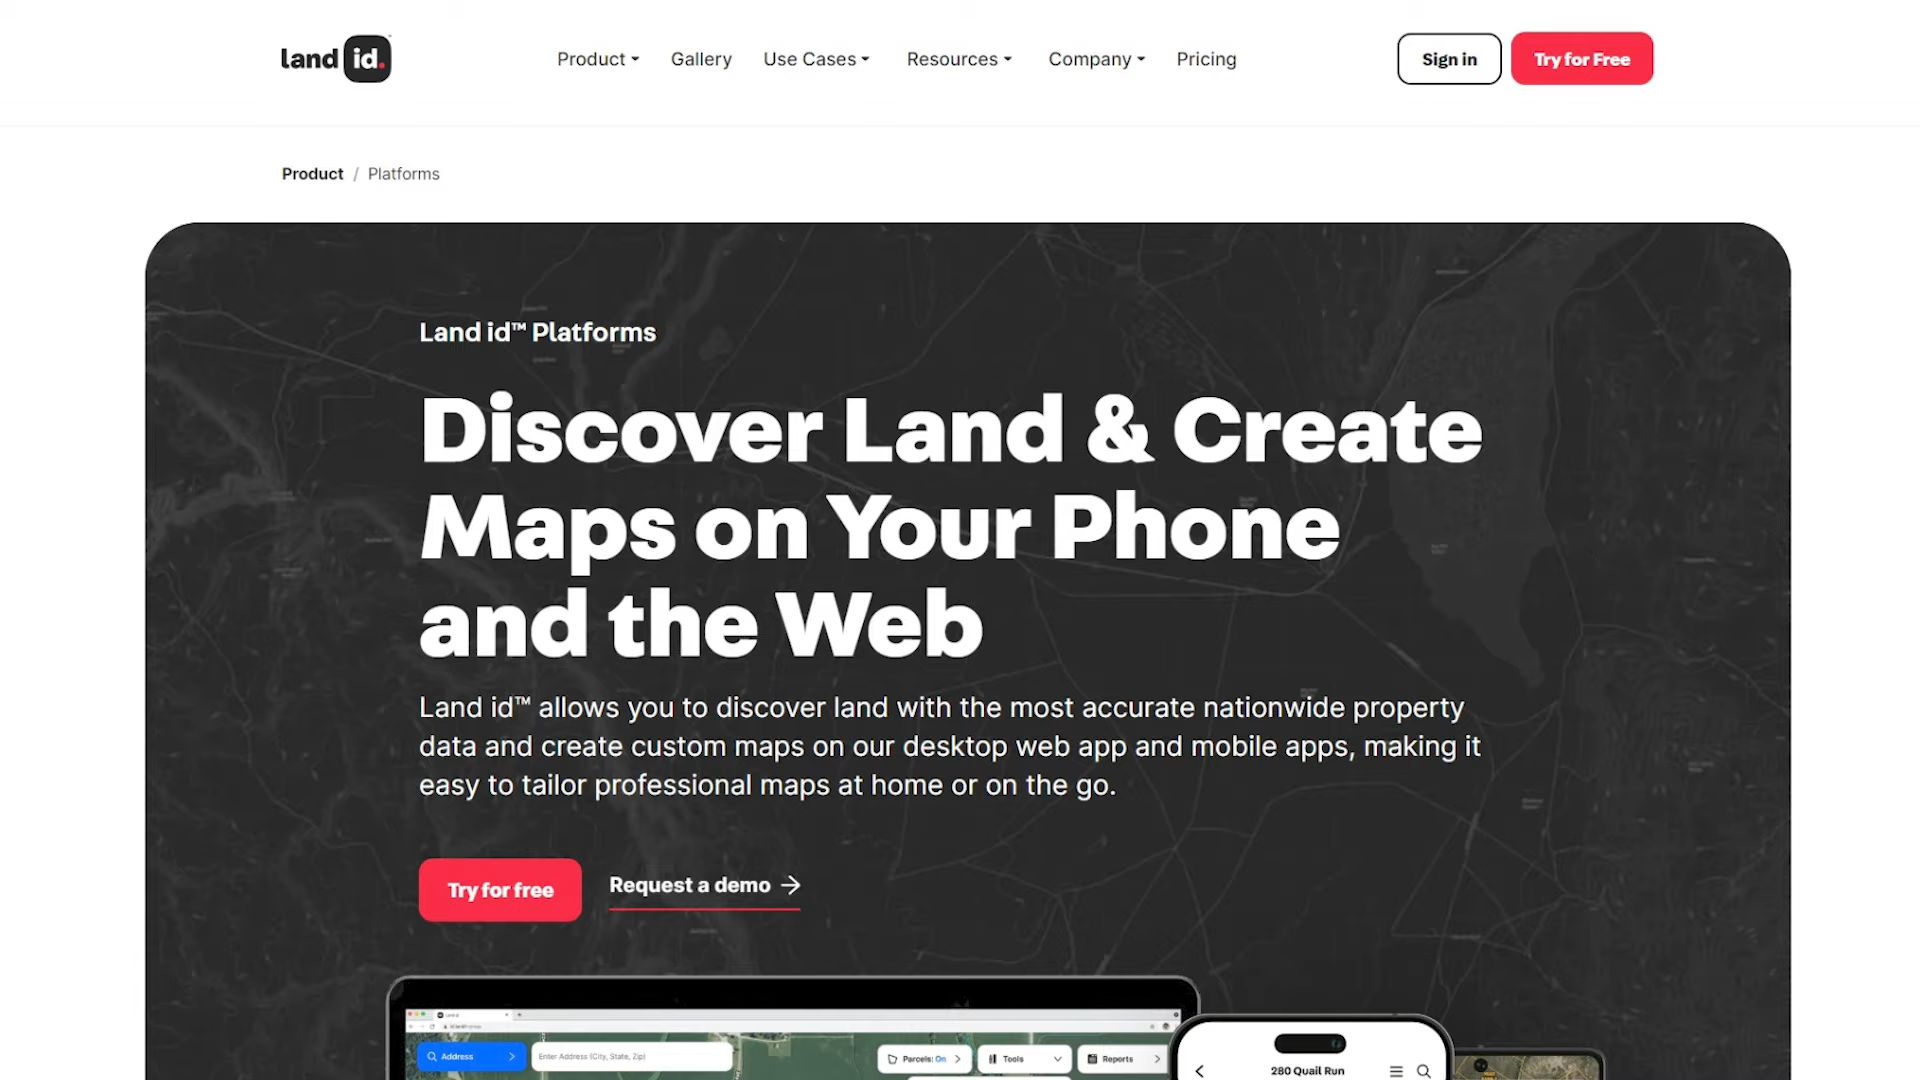 land id.
Product
Gallery
Use Cases
Resources
Company
Pricing
Sign in
Try for Free
Product / Platforms
Land id™ Platforms
Discover Land & Create
Maps on Your Phone
and the Web
Land id™ allows you to discover land with the most accurate nationwide property
data and create custom maps on our desktop web app and mobile apps, making it
easy to tailor professional maps at home or on the go.
Try for free
Request a demo →
Address
Enter Address (City, State, Zip)
Parcels: On
Tools
Reports
280 Quail Run